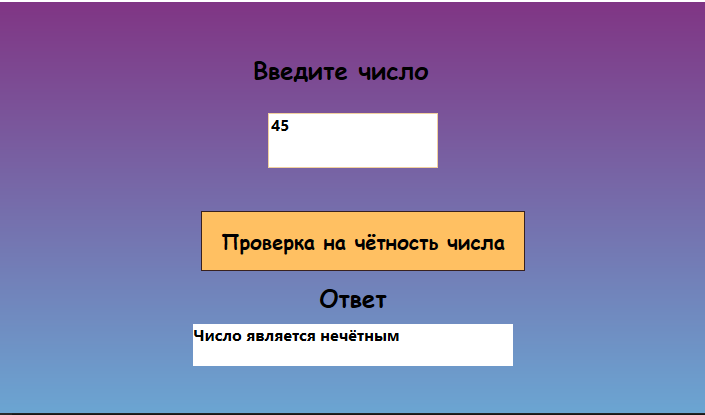 Введите число
45
Проверка на чётность числа
Ответ
Число является нечётным